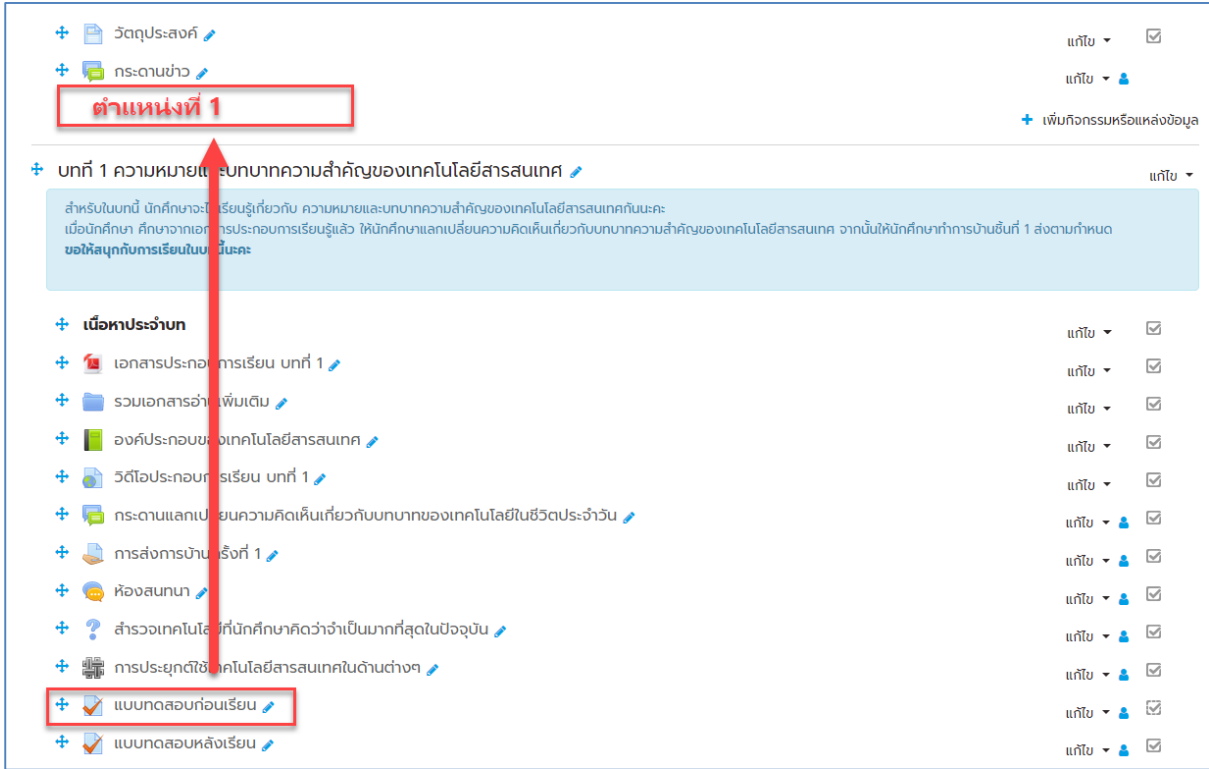 วัตถุประสงค์
แก้ไข
กระดานข่าว
แก้ไข
ตำแหน่งที่ 1
เพิ่มกิจกรรมหรือแหล่งข้อมูล
บทที่ 1 ความหมายและบทบาทความสำคัญของเทคโนโลยีสารสนเทศ
แก้ไข
สำหรับในบทนี้ นักศึกษาจะได้เรียนรู้เกี่ยวกับ ความหมายและบทบาทความสำคัญของเทคโนโลยีสารสนเทศกันนะคะ
เมื่อนักศึกษา ศึกษาจากเอกสารประกอบการเรียนรู้แล้ว ให้นักศึกษาแลกเปลี่ยนความคิดเห็นเกี่ยวกับบทบาทความสำคัญของเทคโนโลยีสารสนเทศ จากนั้นให้นักศึกษาทำการบ้านชิ้นที่ 1 ส่งตามกำหนด
ขอให้สนุกกับการเรียนในบทนี้นะคะ
เนื้อหาประจำบท
แก้ไข
เอกสารประกอบการเรียน บทที่ 1
แก้ไข
รวมเอกสารอ่านเพิ่มเติม
แก้ไข
องค์ประกอบของเทคโนโลยีสารสนเทศ
แก้ไข
วิดีโอประกอบการเรียน บทที่ 1
แก้ไข
กระดานแลกเปลี่ยนความคิดเห็นเกี่ยวกับบทบาทของเทคโนโลยีในชีวิตประจำวัน
แก้ไข
การส่งการบ้านครั้งที่ 1
แก้ไข
ห้องสนทนา
แก้ไข
สำรวจเทคโนโลยีที่นักศึกษาคิดว่าจำเป็นมากที่สุดในปัจจุบัน
แก้ไข
การประยุกต์ใช้เทคโนโลยีสารสนเทศในด้านต่างๆ
แก้ไข
แบบทดสอบก่อนเรียน
แก้ไข
แบบทดสอบหลังเรียน
แก้ไข